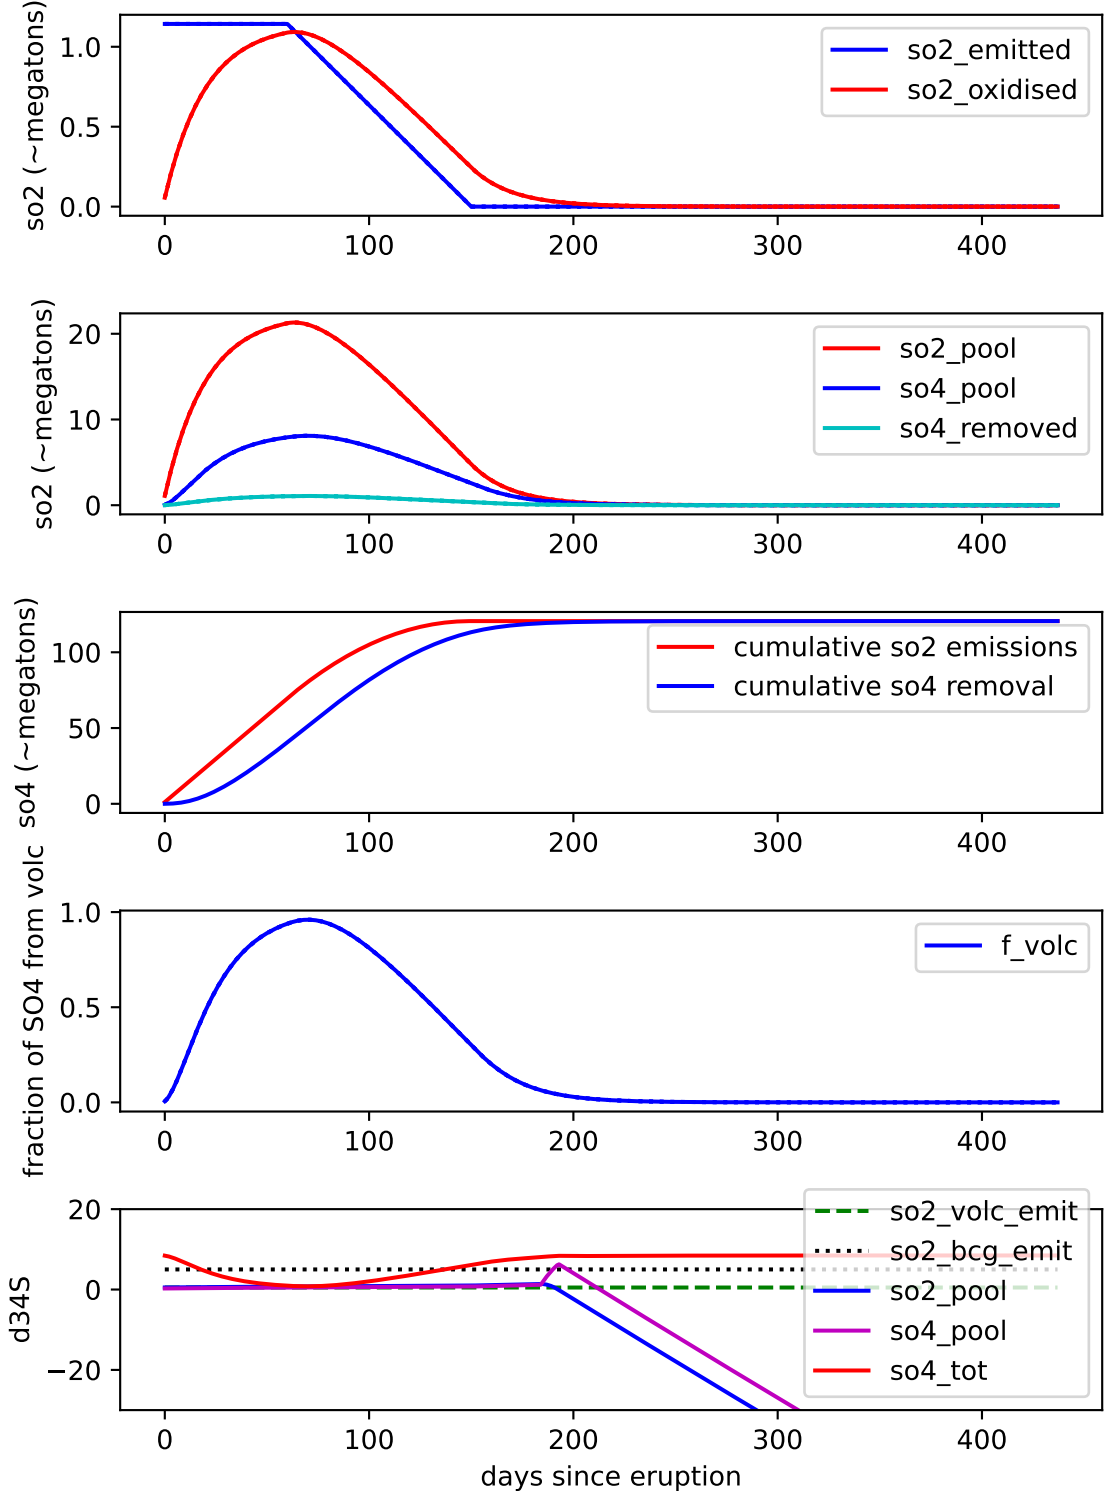 so2 (~megatons)
1.0
0.5
0.0
so2_emitted
so2_oxidised
0 100 200 300 400
so2 (~megatons)
20
10
0
so2_pool
so4_pool
so4_removed
0 100 200 300 400
so4 (~megatons)
100
50
0
cumulative so2 emissions
cumulative so4 removal
0 100 200 300 400
fraction of SO4 from volc
1.0
0.5
0.0
f_volc
0 100 200 300 400
d34S
20
0
−20
so2_volc_emit
so2_bcg_emit
so2_pool
so4_pool
so4_tot
0 100 200 300 400
days since eruption